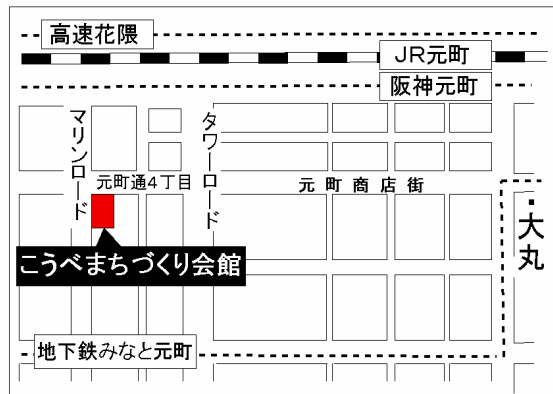 高速花隈
JR元町
阪神元町
マリンロード
タワーロード
元町通4丁目
元町商店街
・大丸
こうべまちづくり会館
地下鉄みなと元町